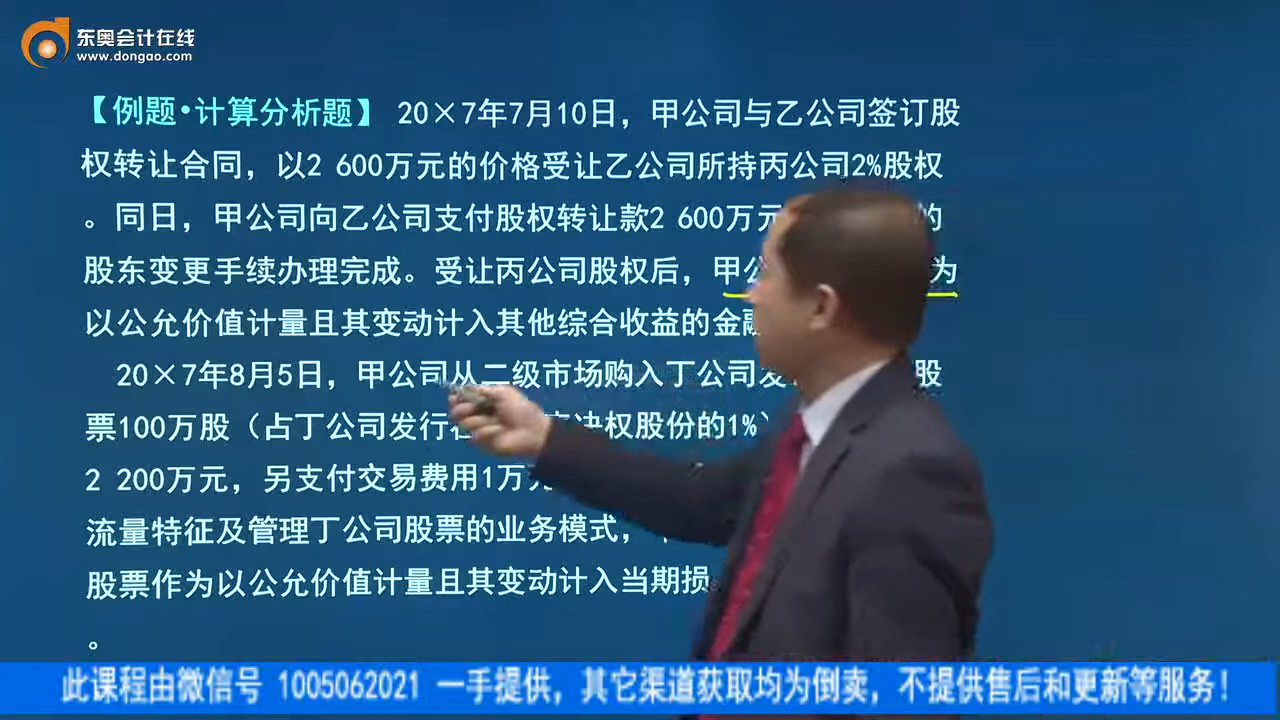 东奥会计在线
www.dongao.com
【例题•计算分析题】 20×7年7月10日，甲公司与乙公司签订股
权转让合同，以2 600万元的价格受让乙公司所持丙公司2%股权
。同日，甲公司向乙公司支付股权转让款2 600万元 的
股东变更手续办理完成。受让丙公司股权后，甲公 为
以公允价值计量且其变动计入其他综合收益的金融
20×7年8月5日，甲公司从二级市场购入丁公司发 股
票100万股（占丁公司发行在 决权股份的1%）
2 200万元，另支付交易费用1万元
流量特征及管理丁公司股票的业务模式，
股票作为以公允价值计量且其变动计入当期损
。
此课程由微信号 1005062021 一手提供，其它渠道获取均为倒卖，不提供售后和更新等服务！